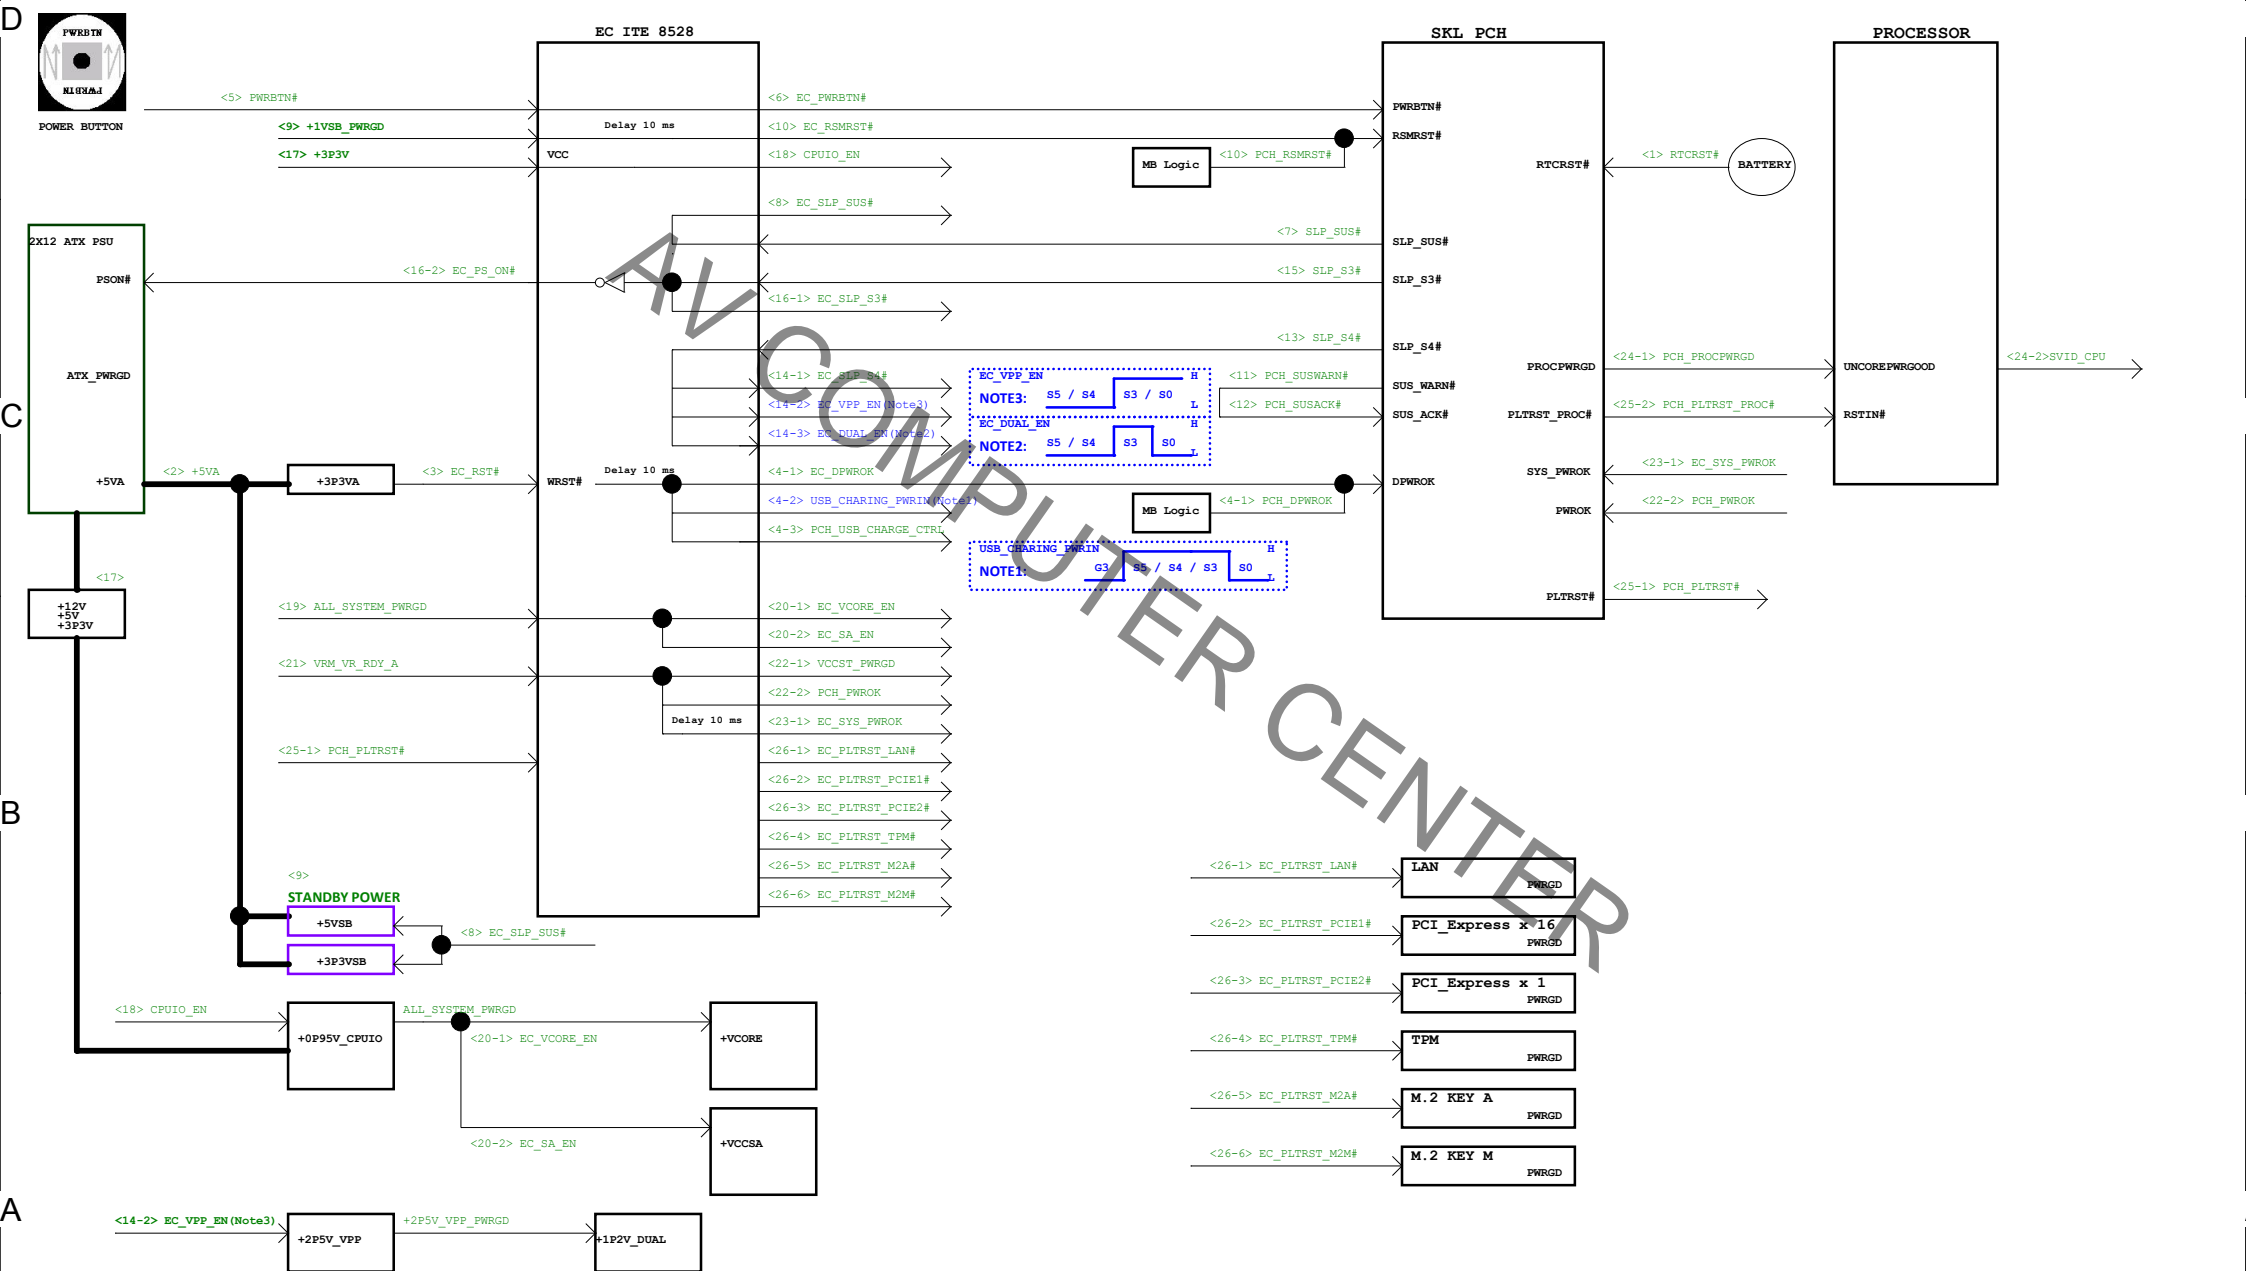 D
PWRBTN
PWRBTN
POWER BUTTON
EC ITE 8528
SKL PCH
PROCESSOR
<5> PWRBTN#
<6> EC_PWRBTN#
PWRBTN#
<9> +1VSB_PWRGD
Delay 10 ms
<10> EC_RSMRST#
RSMRST#
<17> +3P3V
VCC
<18> CPUIO_EN
MB Logic
<10> PCH_RSMRST#
RTCRST#
<1> RTCRST#
BATTERY
<8> EC_SLP_SUS#
2X12 ATX PSU
<7> SLP_SUS#
SLP_SUS#
PSON#
<16-2> EC_PS_ON#
<15> SLP_S3#
SLP_S3#
<16-1> EC_SLP_S3#
<13> SLP_S4#
SLP_S4#
ATX_PWRGD
<14-1> EC_SLP_S4#
EC_VPP_EN
H
NOTE3:
S5 / S4
S3 / S0
L
<11> PCH_SUSWARN#
SUS_WARN#
PROCPWRGD
<24-1> PCH_PROCPWRGD
UNCOREPWRGOOD
<24-2>SVID_CPU
C
<14-2> EC_VPP_EN(Note3)
<12> PCH_SUSACK#
SUS_ACK#
PLTRST_PROC#
<25-2> PCH_PLTRST_PROC#
RSTIN#
<14-3> EC_DUAL_EN(Note2)
EC_DUAL_EN
H
NOTE2:
S5 / S4
S3
S0
L
+5VA
<2> +5VA
+3P3VA
<3> EC_RST#
WRST#
Delay 10 ms
<4-1> EC_DPWROK
DPWROK
SYS_PWROK
<23-1> EC_SYS_PWROK
<4-2> USB_CHARING_PWRIN(Note1)
MB Logic
<4-1> PCH_DPWROK
PWROK
<22-2> PCH_PWROK
<4-3> PCH_USB_CHARGE_CTRL
USB_CHARING_PWRIN
H
NOTE1:
G3
S5 / S4 / S3
S0
L
<17>
+12V
+5V
+3P3V
<19> ALL_SYSTEM_PWRGD
<20-1> EC_VCORE_EN
PLTRST#
<25-1> PCH_PLTRST#
<20-2> EC_SA_EN
<21> VRM_VR_RDY_A
<22-1> VCCST_PWRGD
<22-2> PCH_PWROK
Delay 10 ms
<23-1> EC_SYS_PWROK
<25-1> PCH_PLTRST#
<26-1> EC_PLTRST_LAN#
<26-2> EC_PLTRST_PCIE1#
B
<26-3> EC_PLTRST_PCIE2#
<26-4> EC_PLTRST_TPM#
<26-5> EC_PLTRST_M2A#
<26-6> EC_PLTRST_M2M#
<9>
STANDBY POWER
+5VSB
+3P3VSB
<8> EC_SLP_SUS#
<26-1> EC_PLTRST_LAN#
LAN
PWRGD
<26-2> EC_PLTRST_PCIE1#
PCI_Express x 16
PWRGD
<26-3> EC_PLTRST_PCIE2#
PCI_Express x 1
PWRGD
<18> CPUIO_EN
+0P95V_CPUIO
ALL_SYSTEM_PWRGD
<20-1> EC_VCORE_EN
+VCORE
<26-4> EC_PLTRST_TPM#
TPM
PWRGD
<20-2> EC_SA_EN
+VCCSA
<26-5> EC_PLTRST_M2A#
M.2 KEY A
PWRGD
<26-6> EC_PLTRST_M2M#
M.2 KEY M
PWRGD
A
<14-2> EC_VPP_EN(Note3)
+2P5V_VPP
+2P5V_VPP_PWRGD
+1P2V_DUAL
AV COMPUTER CENTER